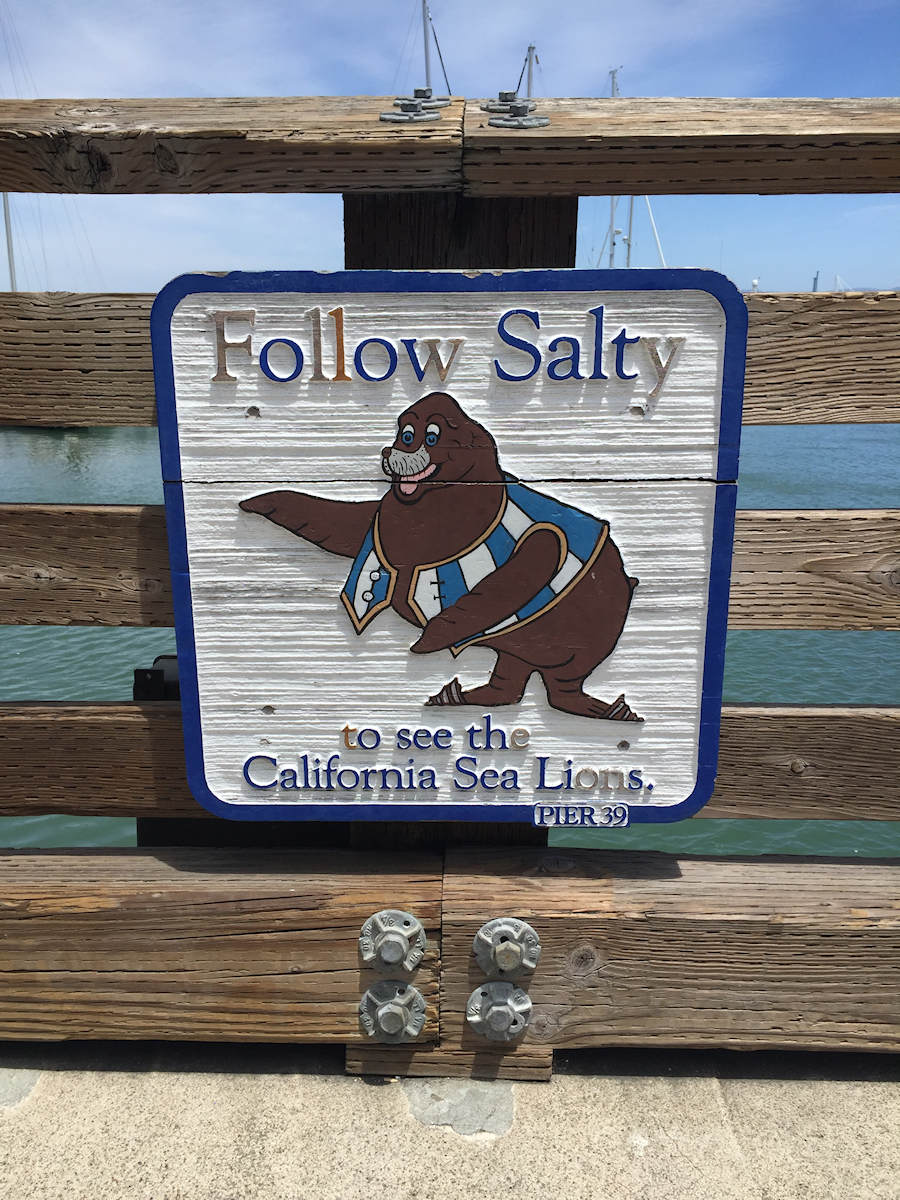 Follow Salty
to see the
California Sea Lions.
PIER 39